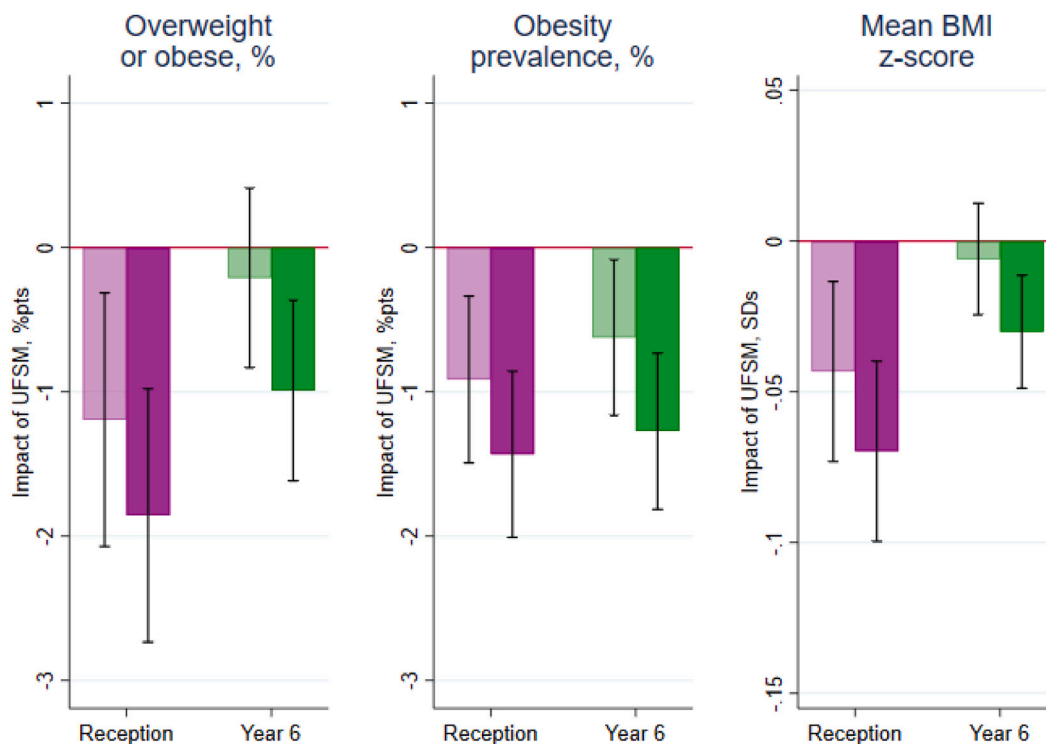 Overweight
or obese, %
Impact of UFSM, %pts
1
0
-1
-2
-3
Reception
Year 6
Obesity
prevalence, %
Impact of UFSM, %pts
1
0
-1
-2
-3
Reception
Year 6
Mean BMI
z-score
Impact of UFSM, SDs
.05
0
-.05
-.1
-.15
Reception
Year 6